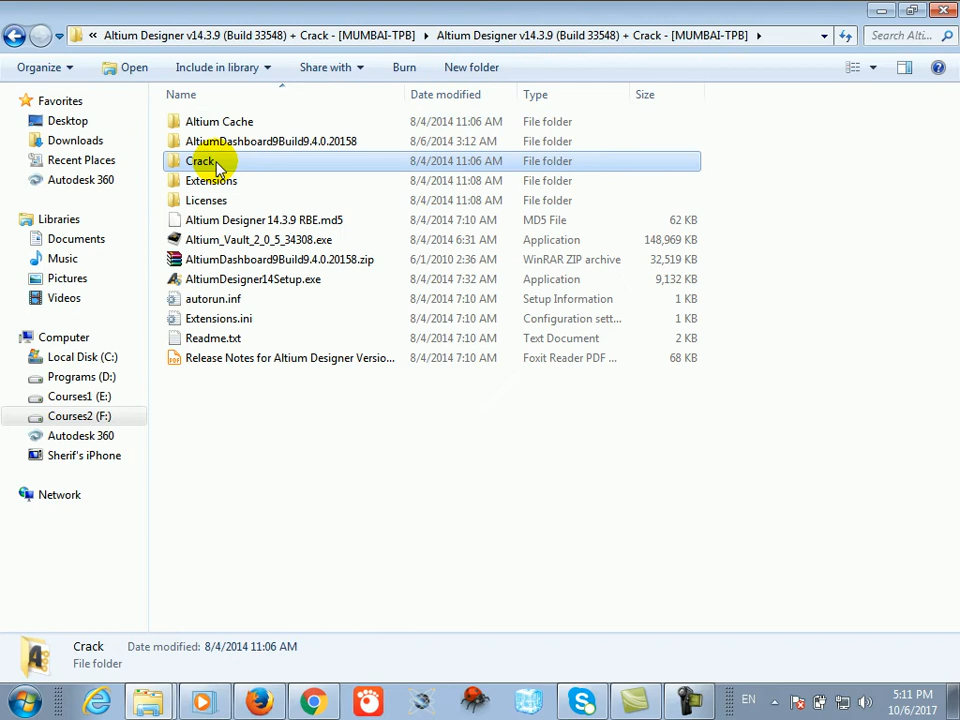 « Altium Designer v14.3.9 (Build 33548) + Crack - [MUMBAI-TPB] Altium Designer v14.3.9 (Build 33548) + Crack - [MUMBAI-TPB] Search Alti...
Organize Open Include in library Share with Burn New folder
Name Date modified Type Size
Favorites
Desktop
Downloads
Recent Places
Autodesk 360
Libraries
Documents
Music
Pictures
Videos
Computer
Local Disk (C:)
Programs (D:)
Courses1 (E:)
Courses2 (F:)
Autodesk 360
Sherif's iPhone
Network
Altium Cache 8/4/2014 11:06 AM File folder
AltiumDashboard9Build9.4.0.20158 8/6/2014 3:12 AM File folder
Crack 8/4/2014 11:06 AM File folder
Extensions 8/4/2014 11:08 AM File folder
Licenses 8/4/2014 11:08 AM File folder
Altium Designer 14.3.9 RBE.md5 8/4/2014 7:10 AM MD5 File 62 KB
Altium_Vault_2_0_5_34308.exe 8/4/2014 6:31 AM Application 148,969 KB
AltiumDashboard9Build9.4.0.20158.zip 6/1/2010 2:36 AM WinRAR ZIP archive 32,519 KB
AltiumDesigner14Setup.exe 8/4/2014 7:32 AM Application 9,132 KB
autorun.inf 8/4/2014 7:10 AM Setup Information 1 KB
Extensions.ini 8/4/2014 7:10 AM Configuration sett... 1 KB
Readme.txt 8/4/2014 7:10 AM Text Document 2 KB
Release Notes for Altium Designer Versio... 8/4/2014 7:10 AM Foxit Reader PDF ... 68 KB
Crack Date modified: 8/4/2014 11:06 AM
File folder
EN
5:11 PM
10/6/2017